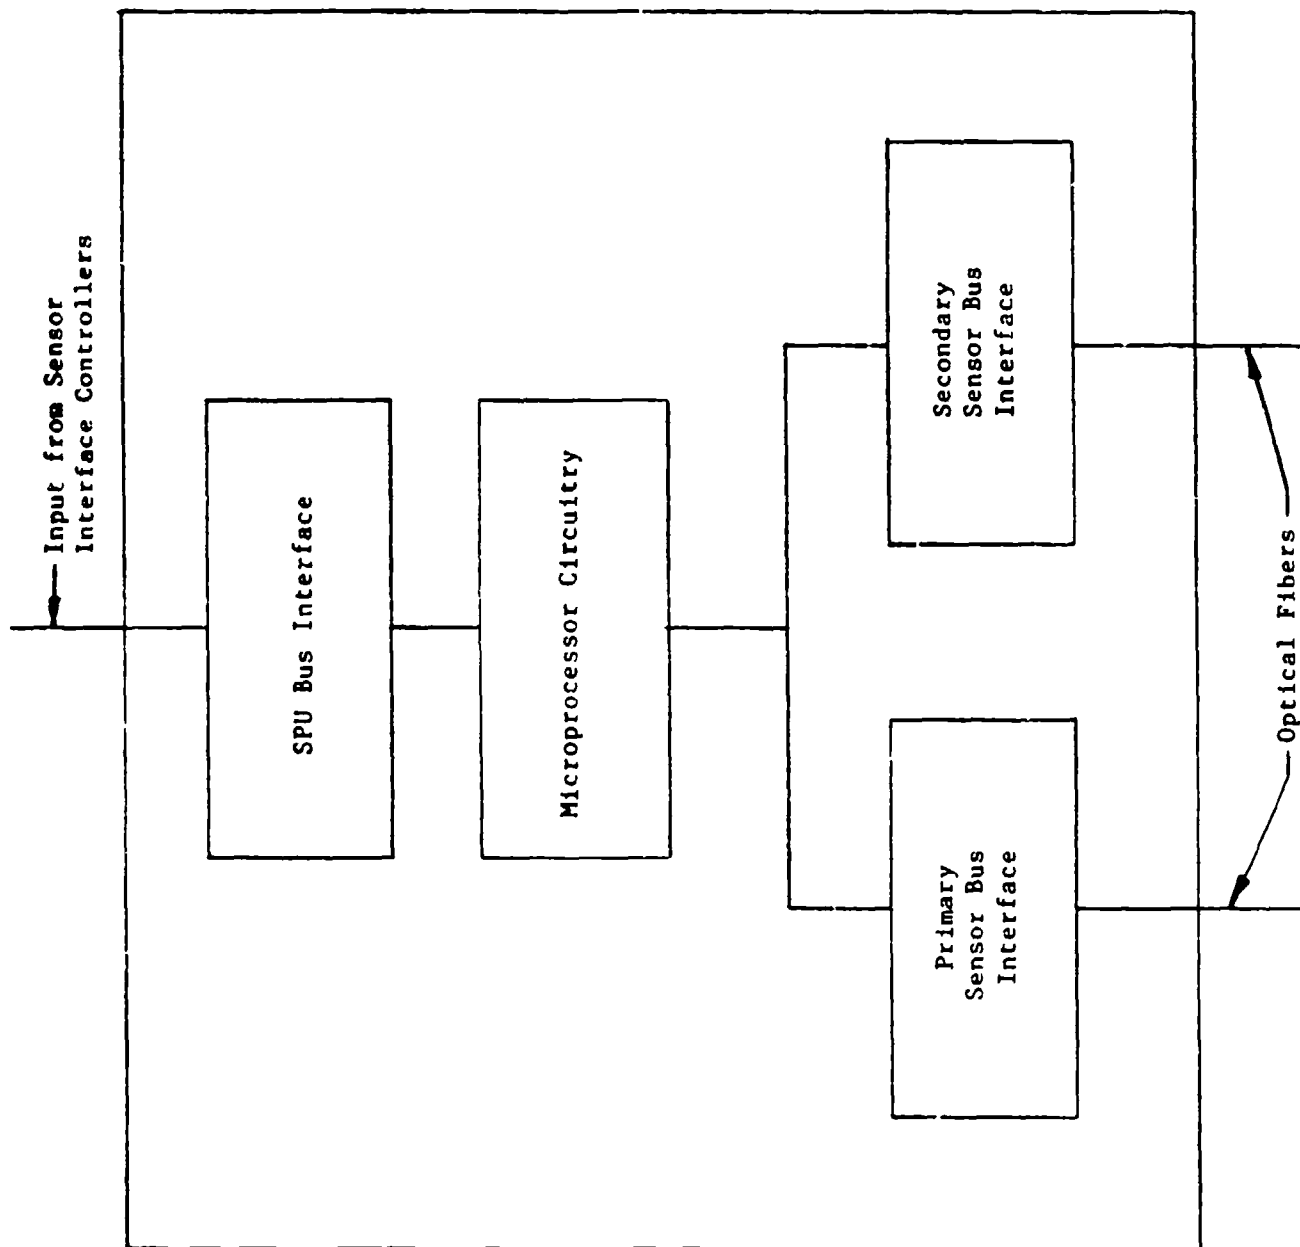 Input from Sensor
Interface Controllers
SPU Bus Interface
Microprocessor Circuitry
Primary
Sensor Bus
Interface
Secondary
Sensor Bus
Interface
Optical Fibers